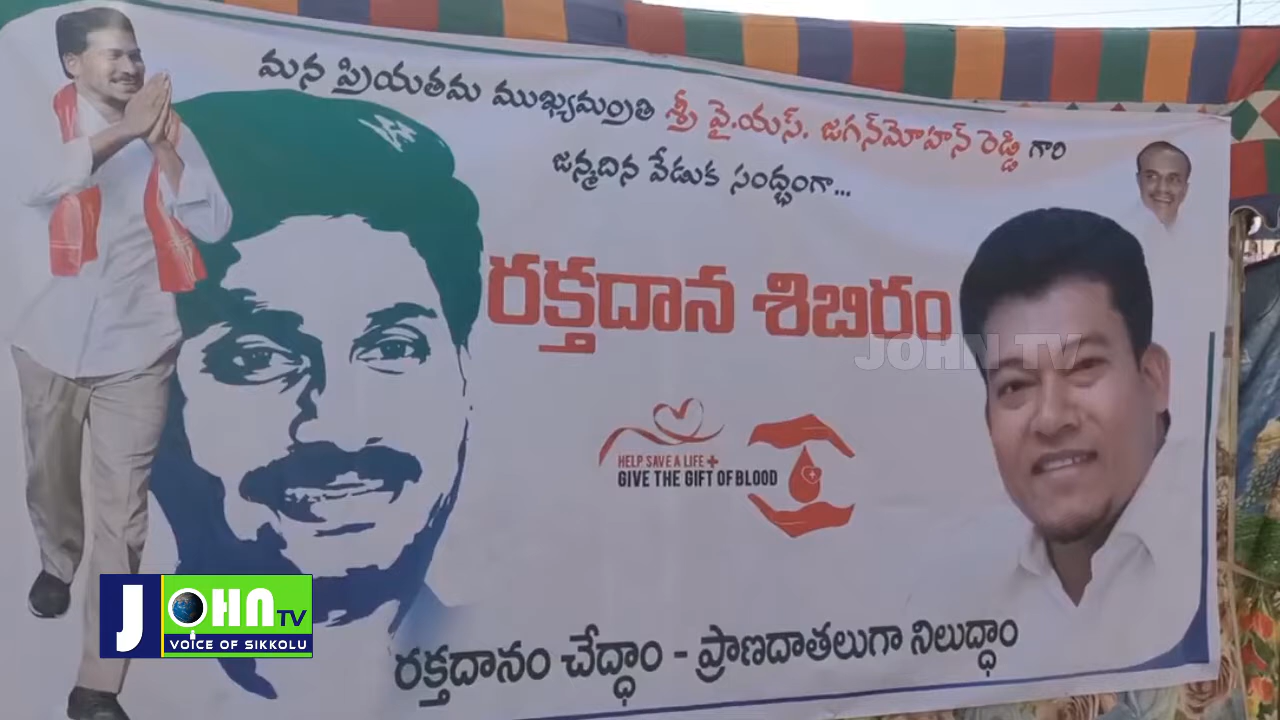 మన ప్రియతమ ముఖ్యమంత్రి శ్రీ వై.యస్. జగన్‌మోహన్ రెడ్డి గారి
జన్మదిన వేడుక సందర్భంగా...
రక్తదాన శిబిరం
JOHN TV
HELP SAVE A LIFE +
GIVE THE GIFT OF BLOOD
JOHN TV
VOICE OF SIKKOLU
రక్తదానం చేద్దాం - ప్రాణదాతలుగా నిలుద్దాం